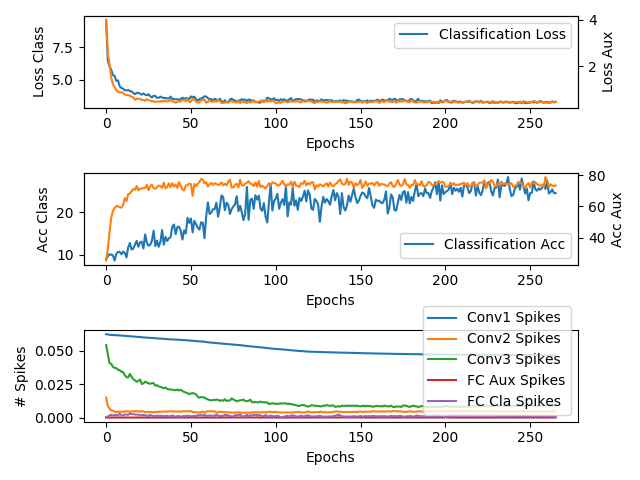 Loss Class
7.5
5.0
Classification Loss
4
2
Loss Aux
0
50
100
150
200
250
Epochs
Acc Class
20
10
Classification Acc
80
60
40
Acc Aux
0
50
100
150
200
250
Epochs
# Spikes
0.050
0.025
0.000
Conv1 Spikes
Conv2 Spikes
Conv3 Spikes
FC Aux Spikes
FC Cla Spikes
0
50
100
150
200
250
Epochs